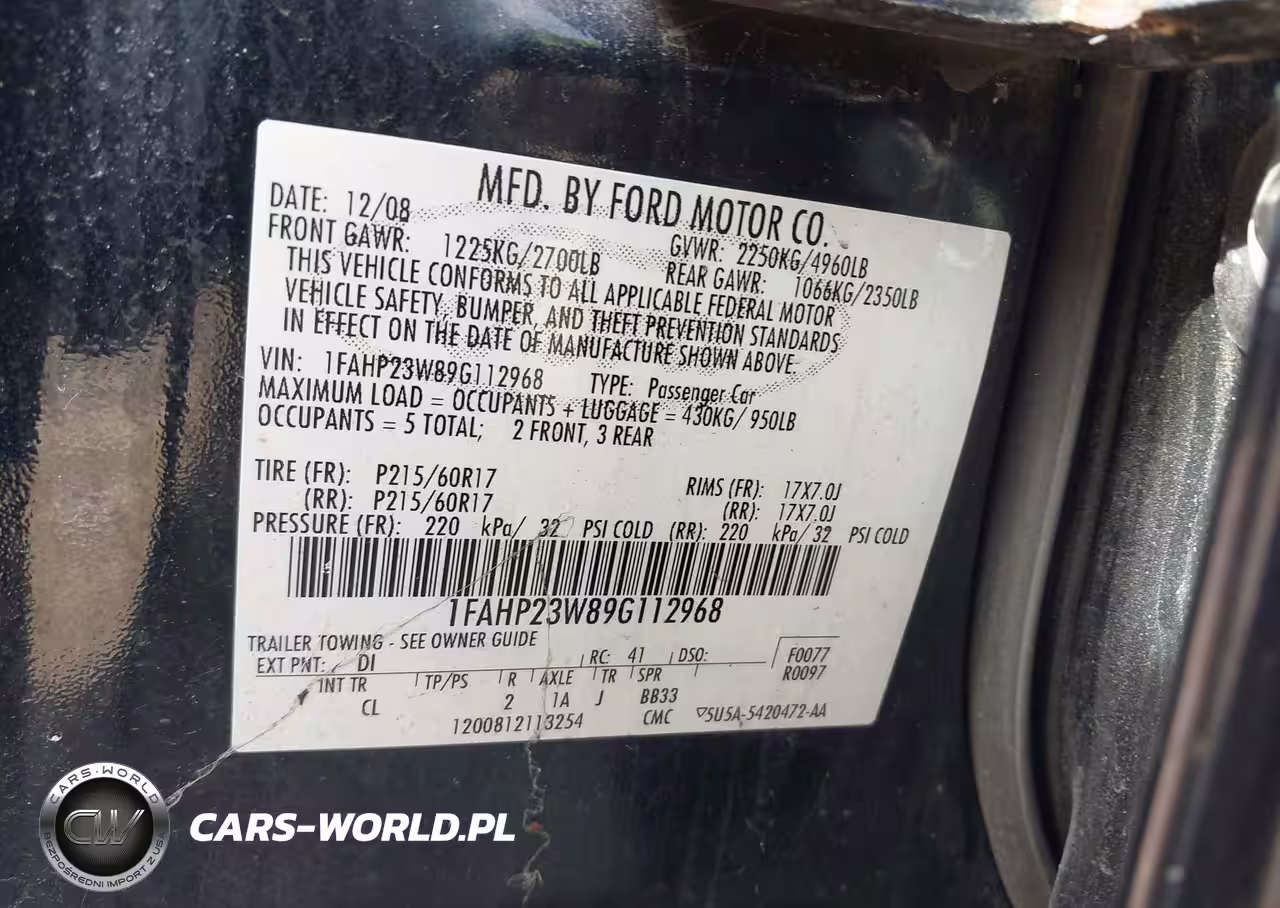 MFD. BY FORD MOTOR CO.
DATE: 12/08
GVWR: 2250KG/4960LB
FRONT GAWR: 1225KG/2700LB REAR GAWR: 1066KG/2350LB
THIS VEHICLE CONFORMS TO ALL APPLICABLE FEDERAL MOTOR
VEHICLE SAFETY, BUMPER, AND THEFT PREVENTION STANDARDS
IN EFFECT ON THE DATE OF MANUFACTURE SHOWN ABOVE.
VIN: 1FAHP23W89G112968 TYPE: Passenger Car
MAXIMUM LOAD = OCCUPANTS + LUGGAGE = 430KG/ 950LB
OCCUPANTS = 5 TOTAL; 2 FRONT, 3 REAR
TIRE (FR): P215/60R17 RIMS (FR): 17X7.0J
(RR): P215/60R17 (RR): 17X7.0J
PRESSURE (FR): 220 kPa/ 32 PSI COLD (RR): 220 kPa/ 32 PSI COLD
1FAHP23W89G112968
TRAILER TOWING - SEE OWNER GUIDE
EXT PNT: DI RC: 41 DSO: F0077
R0097
INT TR TP/PS R AXLE TR SPR
CL 2 1A J BB33
1200812113254 CMC ▽5U5A-5420472-AA
CARS-WORLD
CW
BEZPOŚREDNI IMPORT Z USA
CARS-WORLD.PL